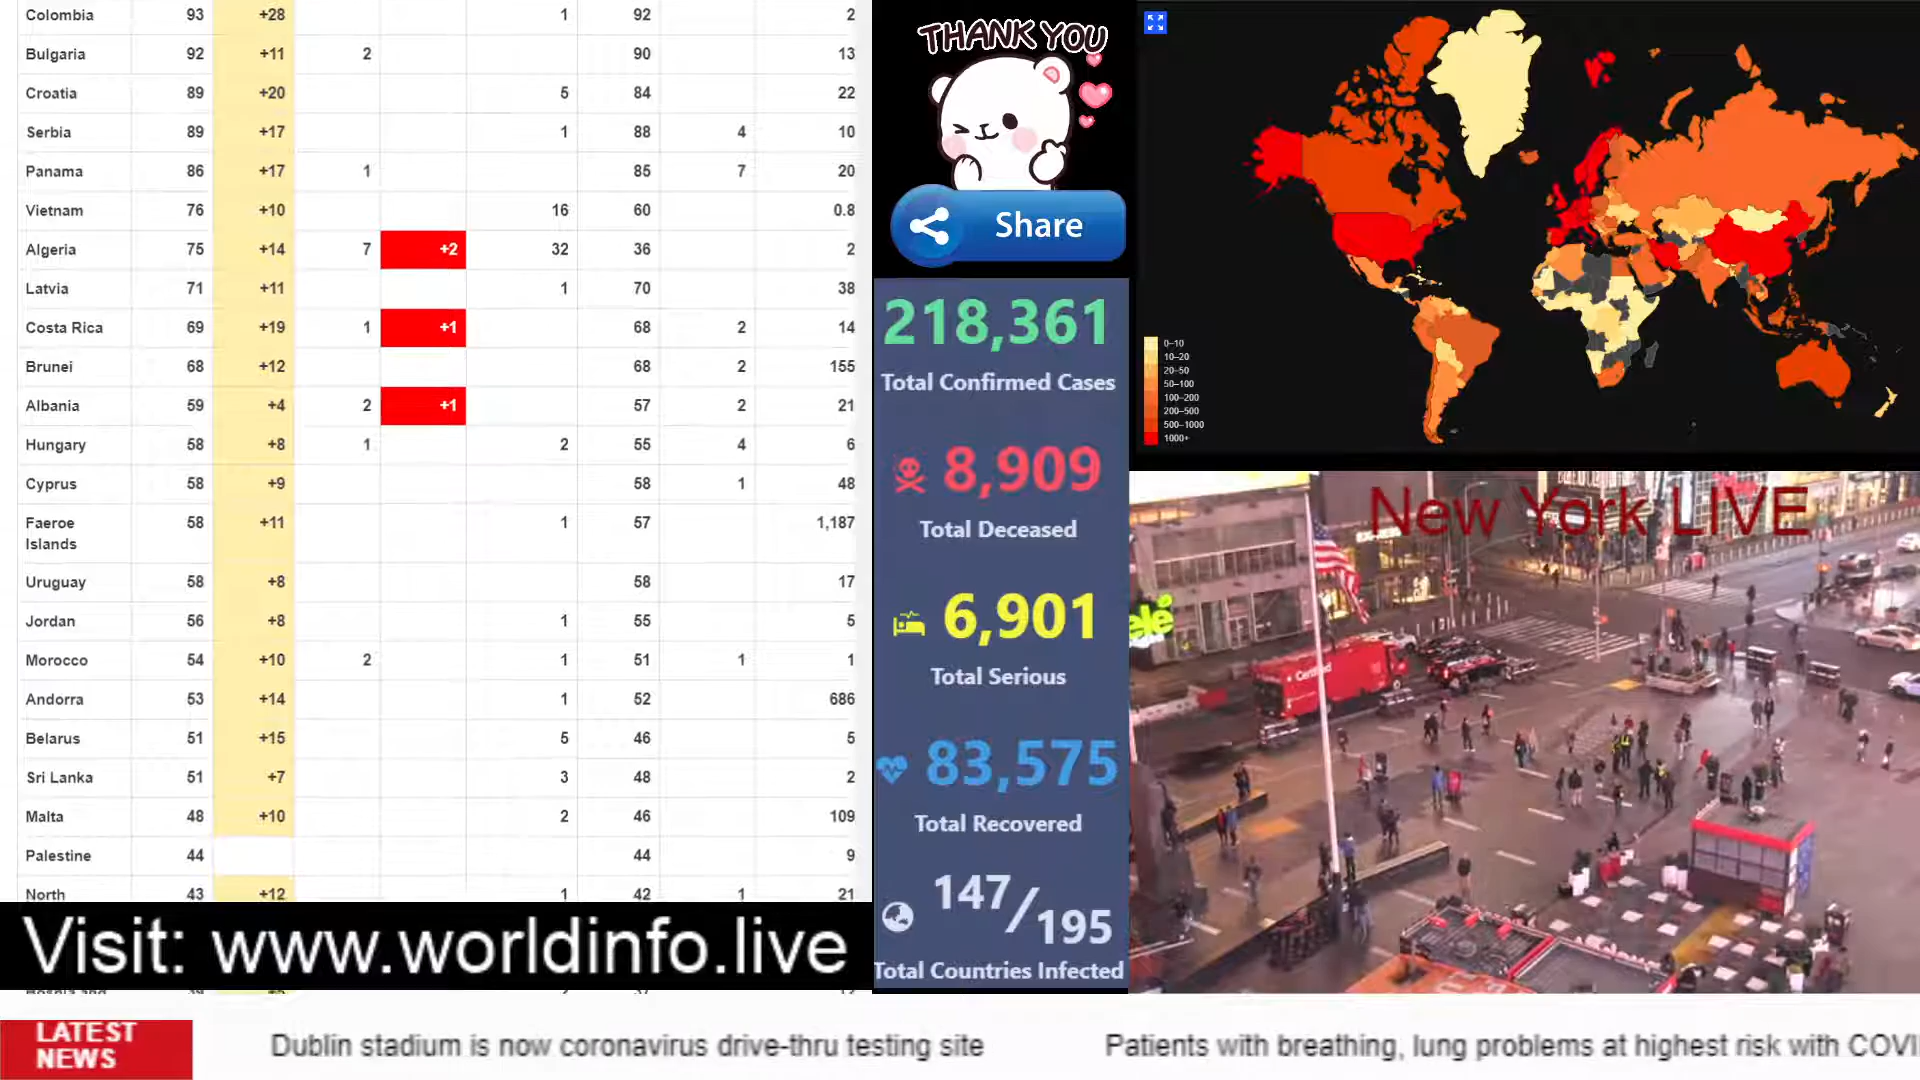 Colombia 93 +28 1 92 2
Bulgaria 92 +11 2 90 13
Croatia 89 +20 5 84 22
Serbia 89 +17 1 88 4 10
Panama 86 +17 1 85 7 20
Vietnam 76 +10 16 60 0.8
Algeria 75 +14 7 +2 32 36 2
Latvia 71 +11 1 70 38
Costa Rica 69 +19 1 +1 68 2 14
Brunei 68 +12 68 2 155
Albania 59 +4 2 +1 57 2 21
Hungary 58 +8 1 2 55 4 6
Cyprus 58 +9 58 1 48
Faeroe 58 +11 1 57 1,187
Islands
Uruguay 58 +8 58 17
Jordan 56 +8 1 55 5
Morocco 54 +10 2 1 51 1 1
Andorra 53 +14 1 52 686
Belarus 51 +15 5 46 5
Sri Lanka 51 +7 3 48 2
Malta 48 +10 2 46 109
Palestine 44 44 9
North 43 +12 1 42 1 21
Visit: www.worldinfo.live
THANK YOU
Share
218,361
Total Confirmed Cases
8,909
Total Deceased
6,901
Total Serious
83,575
Total Recovered
147/195
Total Countries Infected
0–10
10–20
20–50
50–100
100–200
200–500
500–1000
1000+
New York LIVE
elé
Certified
LATEST
NEWS
Dublin stadium is now coronavirus drive-thru testing site
Patients with breathing, lung problems at highest risk with COVI